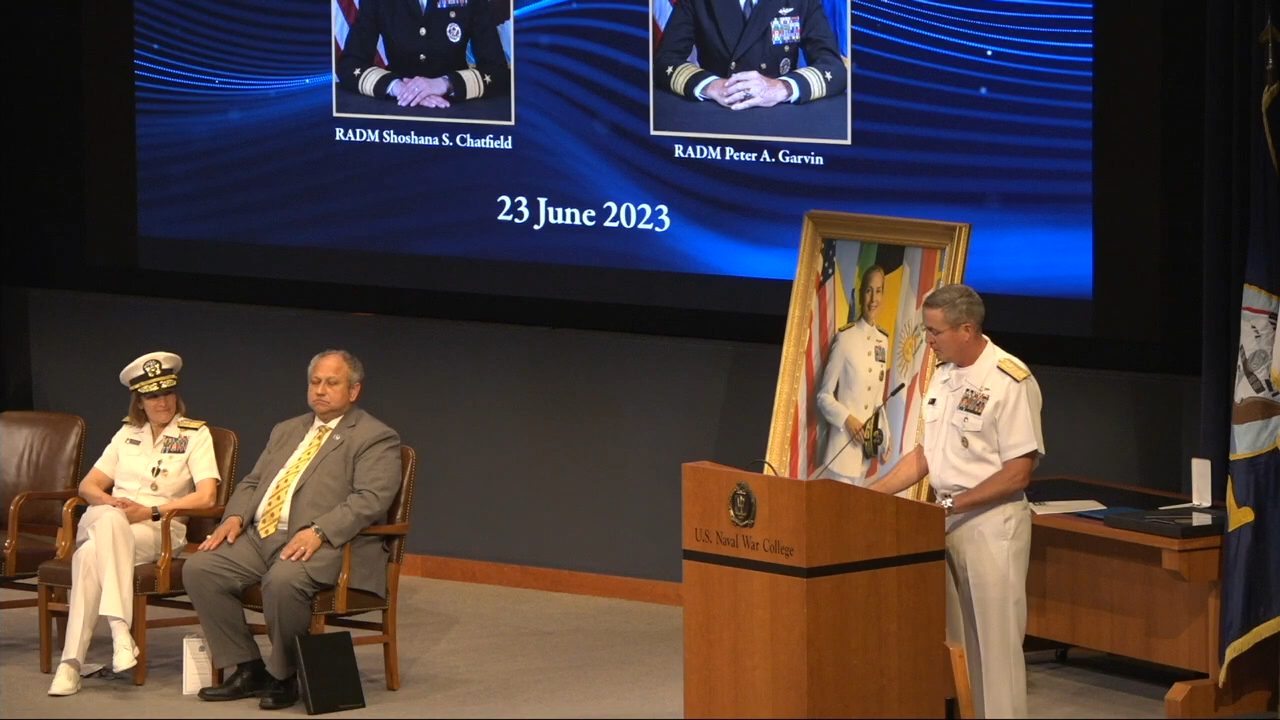 RADM Shoshana S. Chatfield
RADM Peter A. Garvin
23 June 2023
U.S. Naval War College